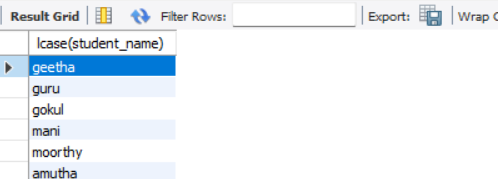 Result Grid Filter Rows: Export: Wrap C
lcase(student_name)
geetha
guru
gokul
mani
moorthy
amutha